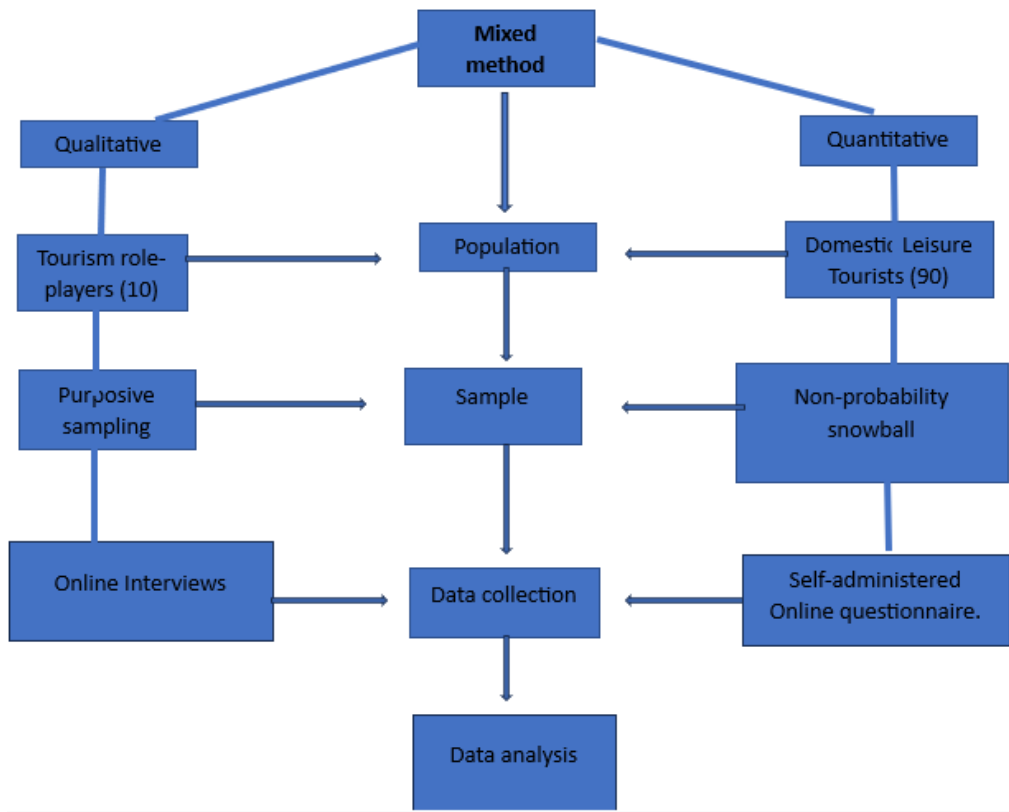 Mixed
method
Qualitative
Quantitative
Tourism role-
players (10)
Population
Domestic Leisure
Tourists (90)
Purposive
sampling
Sample
Non-probability
snowball
Online Interviews
Data collection
Self-administered
Online questionnaire.
Data analysis